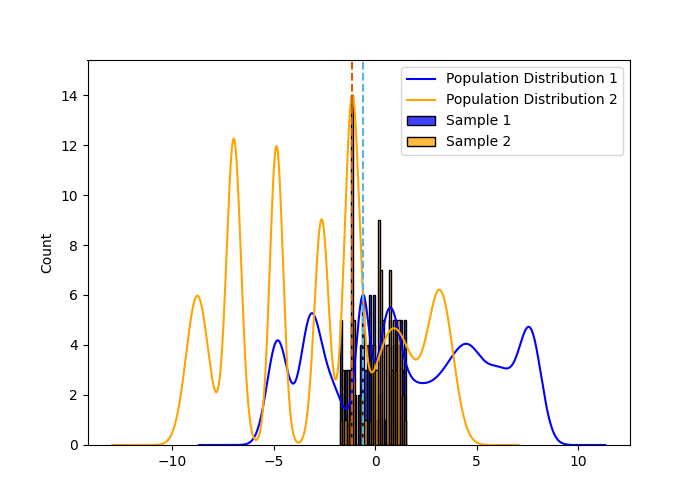 Population Distribution 1
Population Distribution 2
Sample 1
Sample 2
Count
14
12
10
8
6
4
2
0
−10
−5
0
5
10